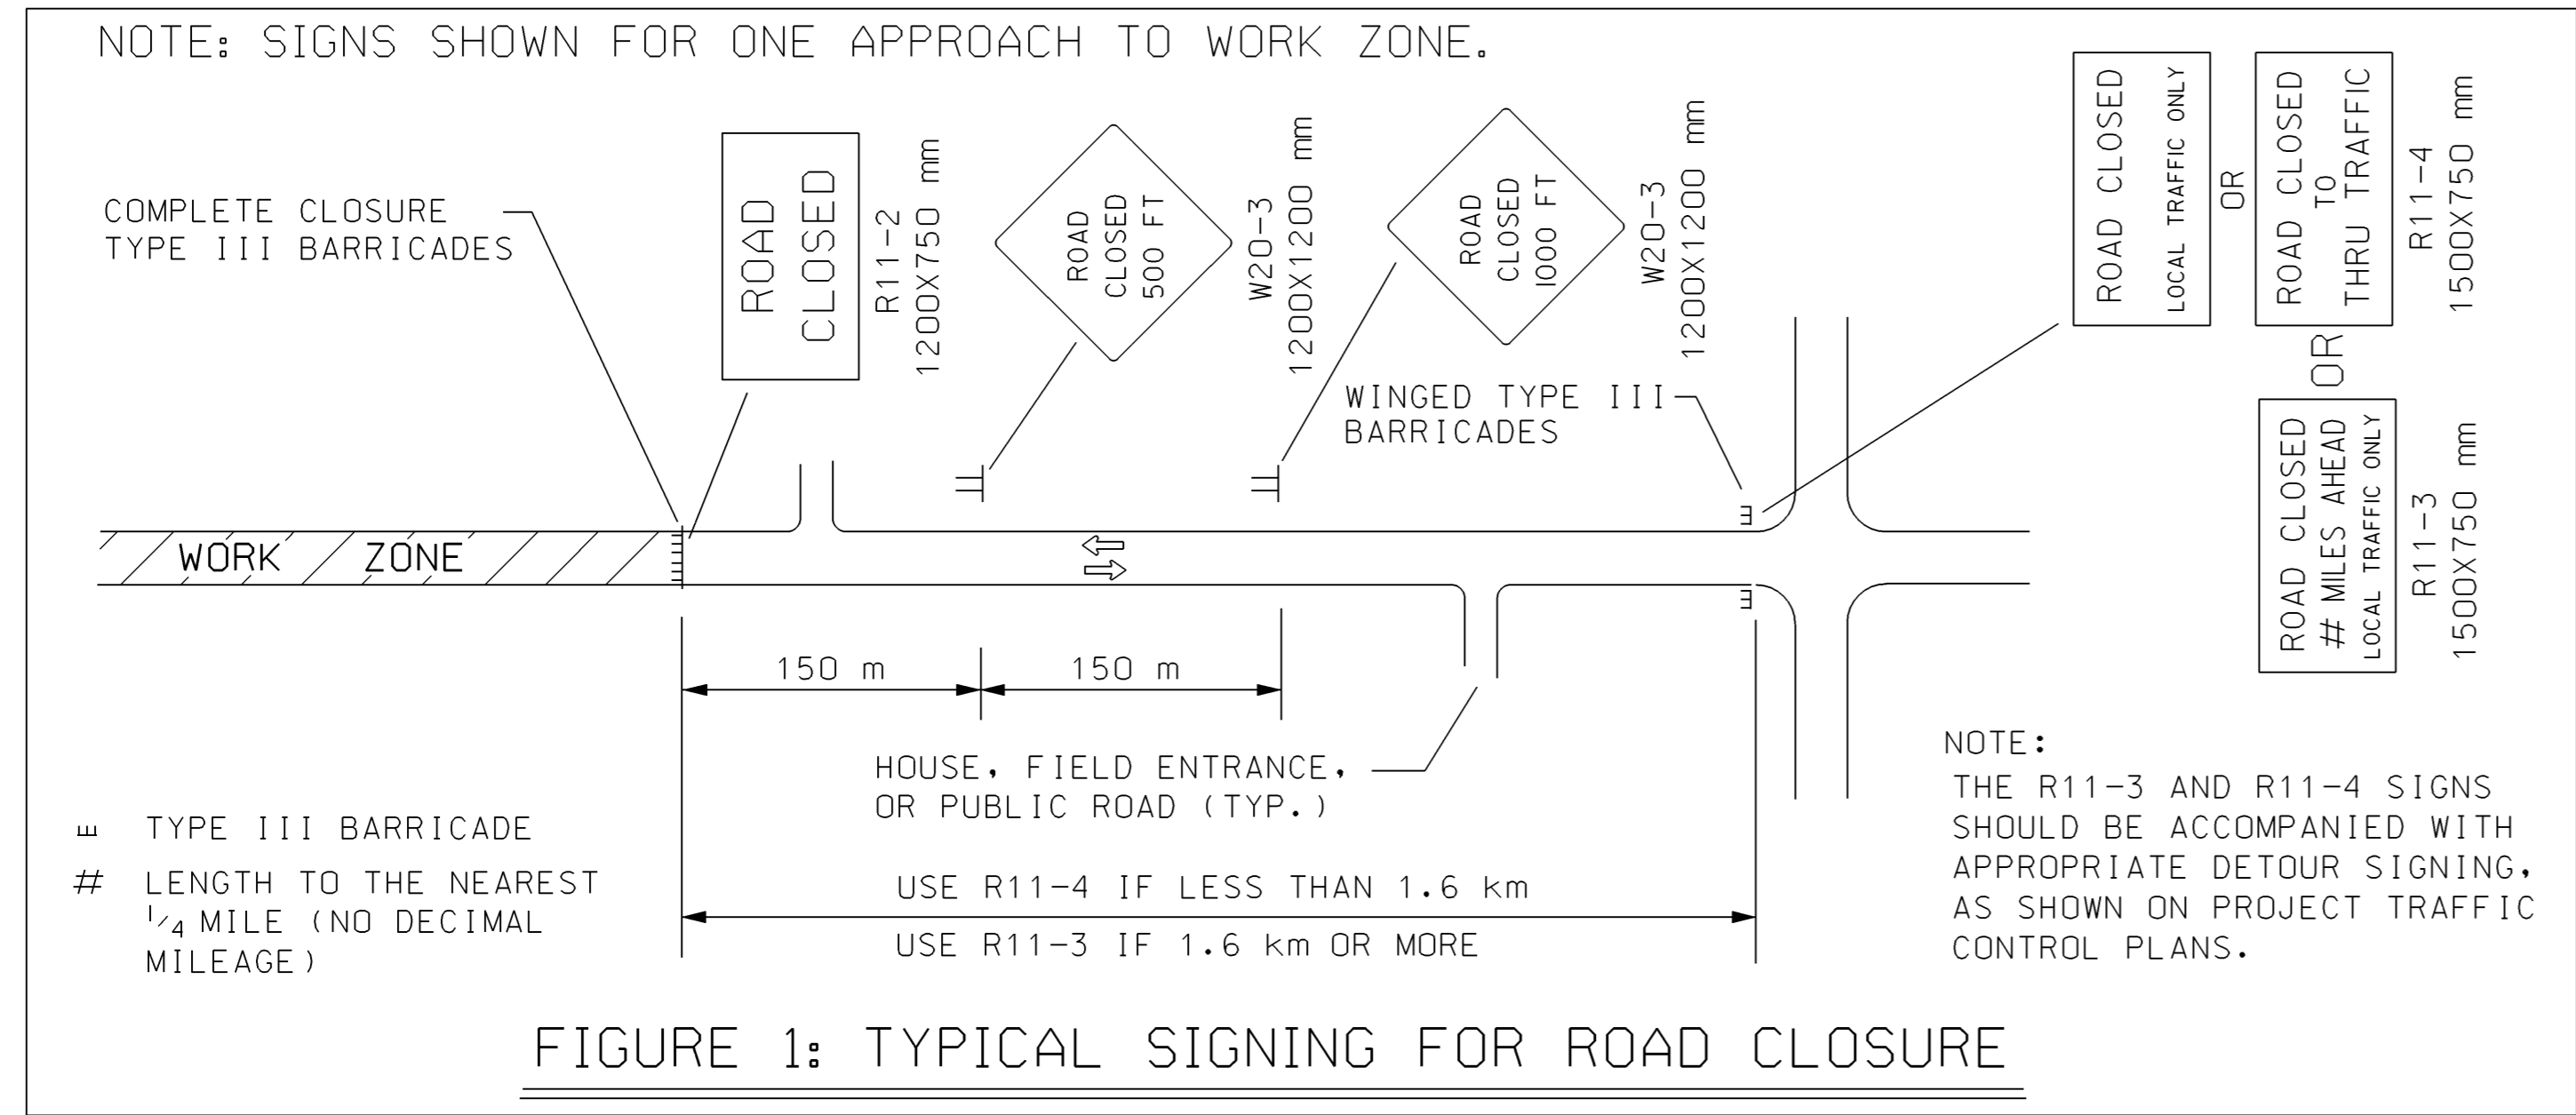 NOTE: SIGNS SHOWN FOR ONE APPROACH TO WORK ZONE.
COMPLETE CLOSURE
TYPE III BARRICADES
ROAD
CLOSED
R11-2
1200X750 mm
ROAD
CLOSED
500 FT
W20-3
1200X1200 mm
ROAD
CLOSED
1000 FT
W20-3
1200X1200 mm
WINGED TYPE III
BARRICADES
ROAD CLOSED
LOCAL TRAFFIC ONLY
OR
ROAD CLOSED
TO
THRU TRAFFIC
R11-4
1500X750 mm
OR
ROAD CLOSED
# MILES AHEAD
LOCAL TRAFFIC ONLY
R11-3
1500X750 mm
WORK ZONE
150 m
150 m
HOUSE, FIELD ENTRANCE,
OR PUBLIC ROAD (TYP.)
USE R11-4 IF LESS THAN 1.6 km
USE R11-3 IF 1.6 km OR MORE
TYPE III BARRICADE
# LENGTH TO THE NEAREST
1/4 MILE (NO DECIMAL
MILEAGE)
NOTE:
THE R11-3 AND R11-4 SIGNS
SHOULD BE ACCOMPANIED WITH
APPROPRIATE DETOUR SIGNING,
AS SHOWN ON PROJECT TRAFFIC
CONTROL PLANS.
FIGURE 1: TYPICAL SIGNING FOR ROAD CLOSURE